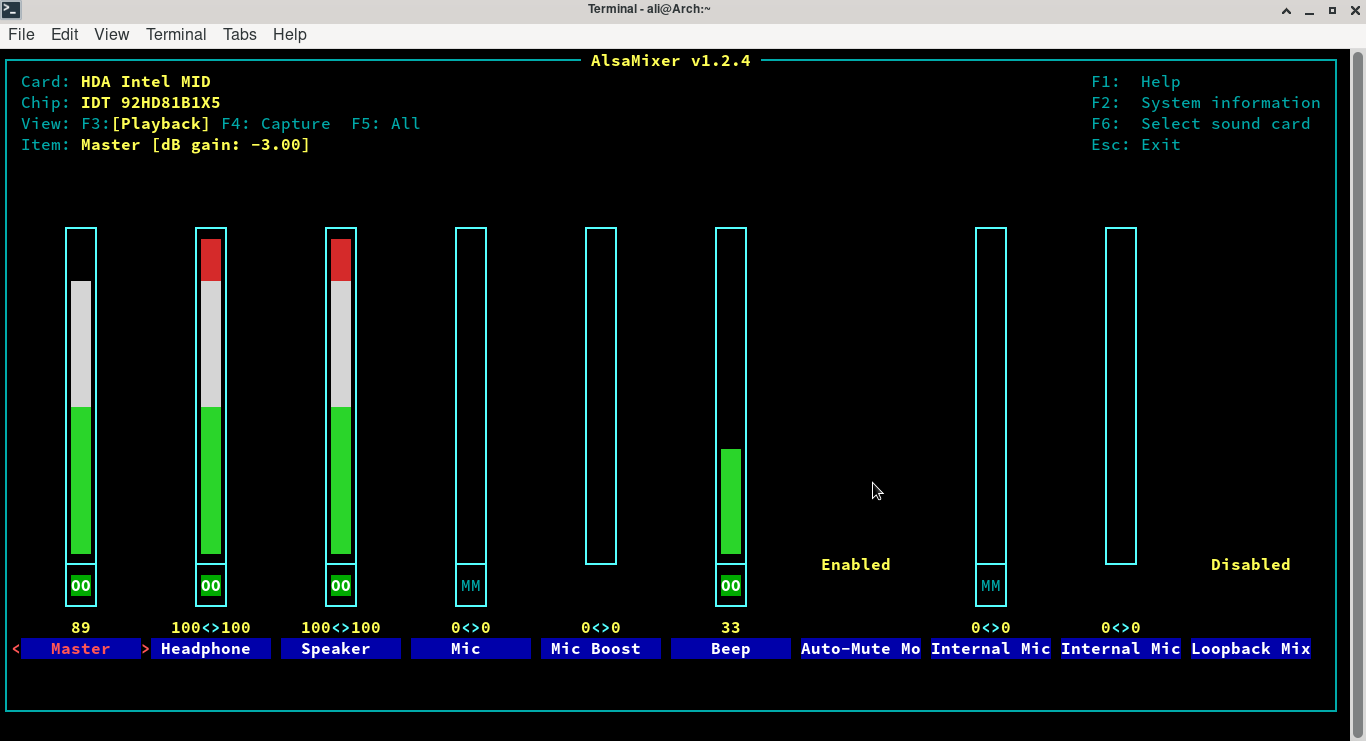 Terminal - ali@Arch:~
File Edit View Terminal Tabs Help
AlsaMixer v1.2.4
Card: HDA Intel MID F1: Help
Chip: IDT 92HD81B1X5 F2: System information
View: F3:[Playback] F4: Capture F5: All F6: Select sound card
Item: Master [dB gain: -3.00] Esc: Exit
Enabled Disabled
OO OO OO MM OO MM
89 100<>100 100<>100 0<>0 0<>0 33 0<>0 0<>0
< Master > Headphone Speaker Mic Mic Boost Beep Auto-Mute Mo Internal Mic Internal Mic Loopback Mix